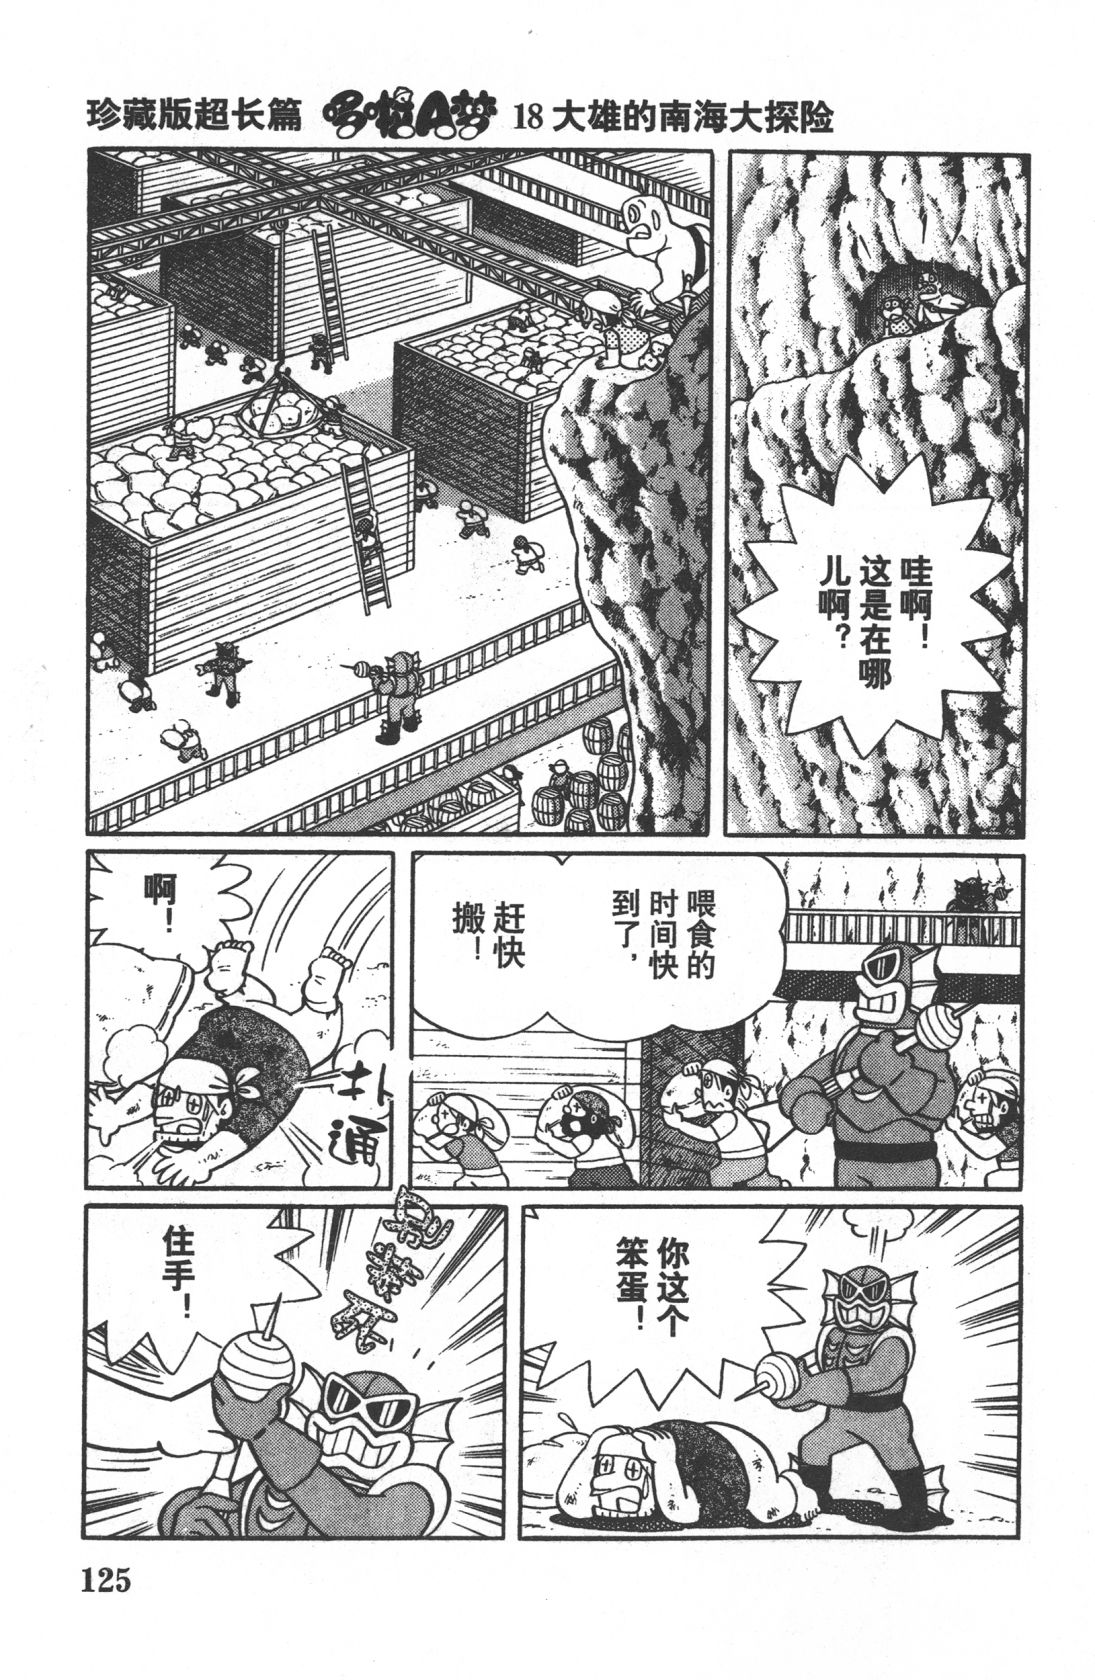 珍藏版超长篇 哆啦A梦 18 大雄的南海大探险
哇啊！
这是在哪
儿啊？
喂食的
时间快
到了，
赶快
搬！
啊！
扑通
你这个
笨蛋！
住手！
125